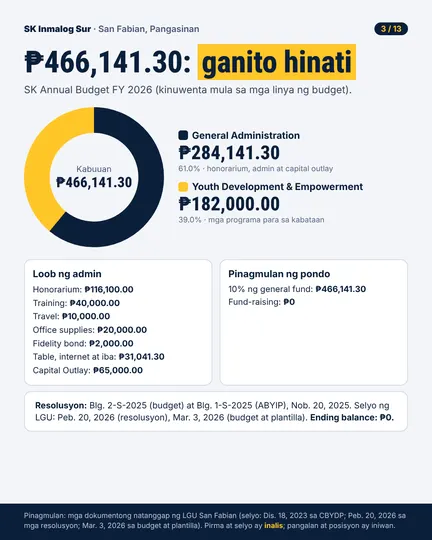 SK Inmalog Sur · San Fabian, Pangasinan
3 / 13
₱466,141.30: ganito hinati
SK Annual Budget FY 2026 (kinuwenta mula sa mga linya ng budget).
Kabuuan
₱466,141.30
General Administration
₱284,141.30
61.0% · honorarium, admin at capital outlay
Youth Development & Empowerment
₱182,000.00
39.0% · mga programa para sa kabataan
Loob ng admin
Honorarium: ₱116,100.00
Training: ₱40,000.00
Travel: ₱10,000.00
Office supplies: ₱20,000.00
Fidelity bond: ₱2,000.00
Table, internet at iba: ₱31,041.30
Capital Outlay: ₱65,000.00
Pinagmulan ng pondo
10% ng general fund: ₱466,141.30
Fund-raising: ₱0
Resolusyon: Blg. 2-S-2025 (budget) at Blg. 1-S-2025 (ABYIP), Nob. 20, 2025. Selyo ng
LGU: Peb. 20, 2026 (resolusyon), Mar. 3, 2026 (budget at plantilla). Ending balance: ₱0.
Pinagmulan: mga dokumentong natanggap ng LGU San Fabian (selyo: Dis. 18, 2023 sa CBYDP; Peb. 20, 2026 sa
mga resolusyon; Mar. 3, 2026 sa budget at plantilla). Pirma at selyo ay inalis; pangalan at posisyon ay iniwan.